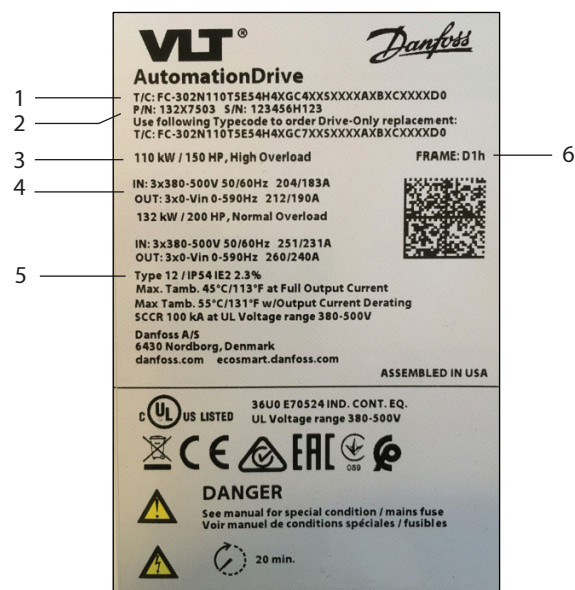 VLT®
Danfoss
AutomationDrive
1
T/C: FC-302N110T5E54H4XGC4XXSXXXXAXBXCXXXXD0
2
P/N: 132X7503 S/N: 123456H123
Use following Typecode to order Drive-Only replacement:
T/C: FC-302N110T5E54H4XGC7XXSXXXXAXBXCXXXXD0
3
110 kW / 150 HP, High Overload
FRAME: D1h
6
4
IN: 3x380-500V 50/60Hz 204/183A
OUT: 3x0-Vin 0-590Hz 212/190A
132 kW / 200 HP, Normal Overload
IN: 3x380-500V 50/60Hz 251/231A
OUT: 3x0-Vin 0-590Hz 260/240A
5
Type 12 / IP54 IE2 2.3%
Max. Tamb. 45°C/113°F at Full Output Current
Max Tamb. 55°C/131°F w/Output Current Derating
SCCR 100 kA at UL Voltage range 380-500V
Danfoss A/S
6430 Nordborg, Denmark
danfoss.com ecosmart.danfoss.com
ASSEMBLED IN USA
C UL US LISTED
36U0 E70524 IND. CONT. EQ.
UL Voltage range 380-500V
CE EAC
089
DANGER
See manual for special condition / mains fuse
Voir manuel de conditions spéciales / fusibles
20 min.